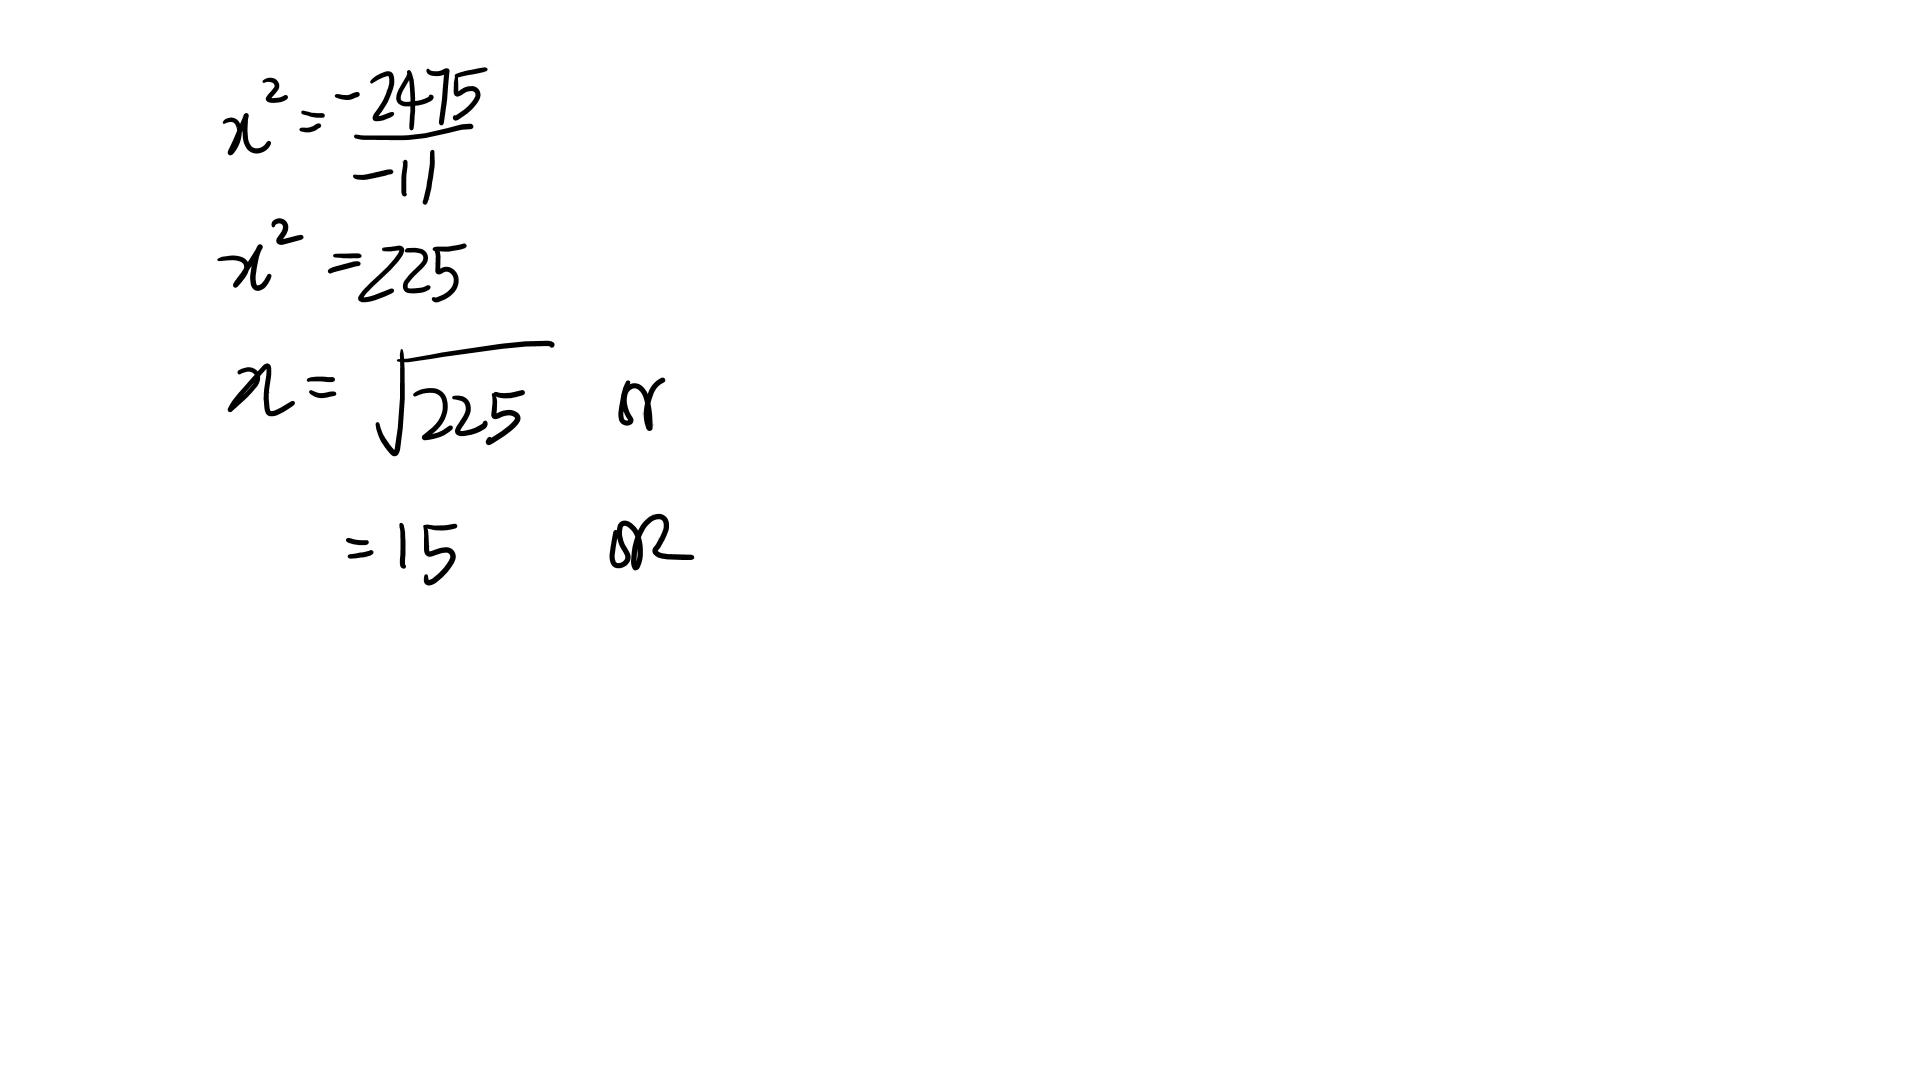 x² = -2475/-11
x² = 225
x = √225 or
= 15 OR